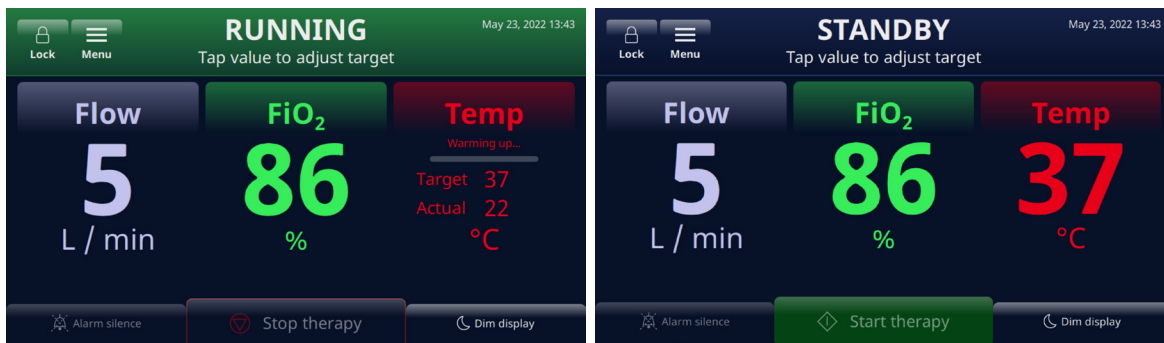 RUNNING
May 23, 2022 13:43
Lock
Menu
Tap value to adjust target
Flow
FiO₂
Temp
Warming up...
5
86
Target 37
Actual 22
L / min
%
°C
Alarm silence
Stop therapy
Dim display
STANDBY
May 23, 2022 13:43
Lock
Menu
Tap value to adjust target
Flow
FiO₂
Temp
5
86
37
L / min
%
°C
Alarm silence
Start therapy
Dim display